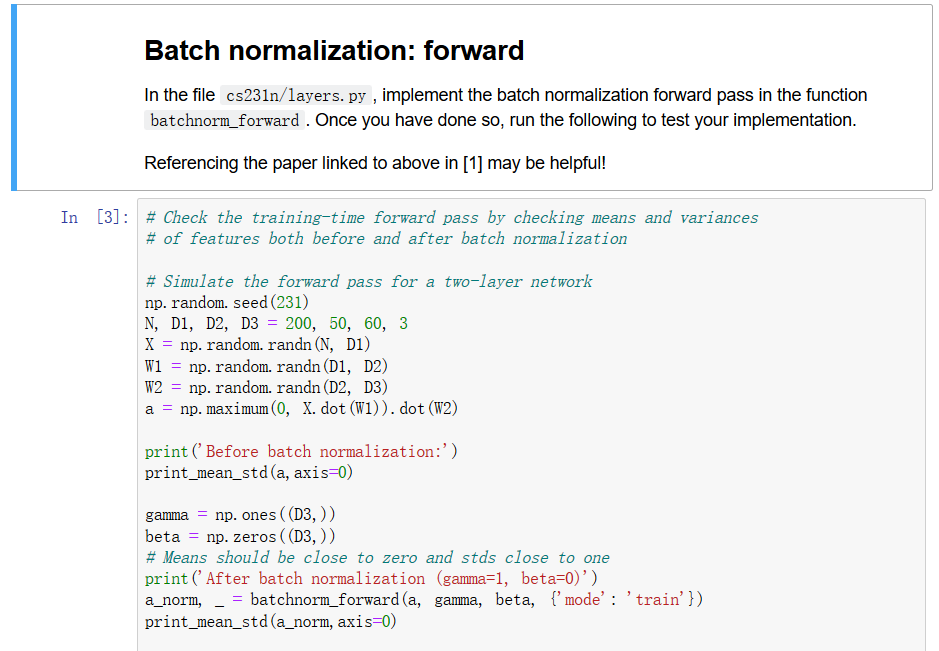 Batch normalization: forward
In the file cs231n/layers.py , implement the batch normalization forward pass in the function
batchnorm_forward . Once you have done so, run the following to test your implementation.
Referencing the paper linked to above in [1] may be helpful!
In [3]: # Check the training-time forward pass by checking means and variances
# of features both before and after batch normalization
# Simulate the forward pass for a two-layer network
np.random.seed(231)
N, D1, D2, D3 = 200, 50, 60, 3
X = np.random.randn(N, D1)
W1 = np.random.randn(D1, D2)
W2 = np.random.randn(D2, D3)
a = np.maximum(0, X.dot(W1)).dot(W2)
print('Before batch normalization:')
print_mean_std(a,axis=0)
gamma = np.ones((D3,))
beta = np.zeros((D3,))
# Means should be close to zero and stds close to one
print('After batch normalization (gamma=1, beta=0)')
a_norm, _ = batchnorm_forward(a, gamma, beta, {'mode': 'train'})
print_mean_std(a_norm,axis=0)